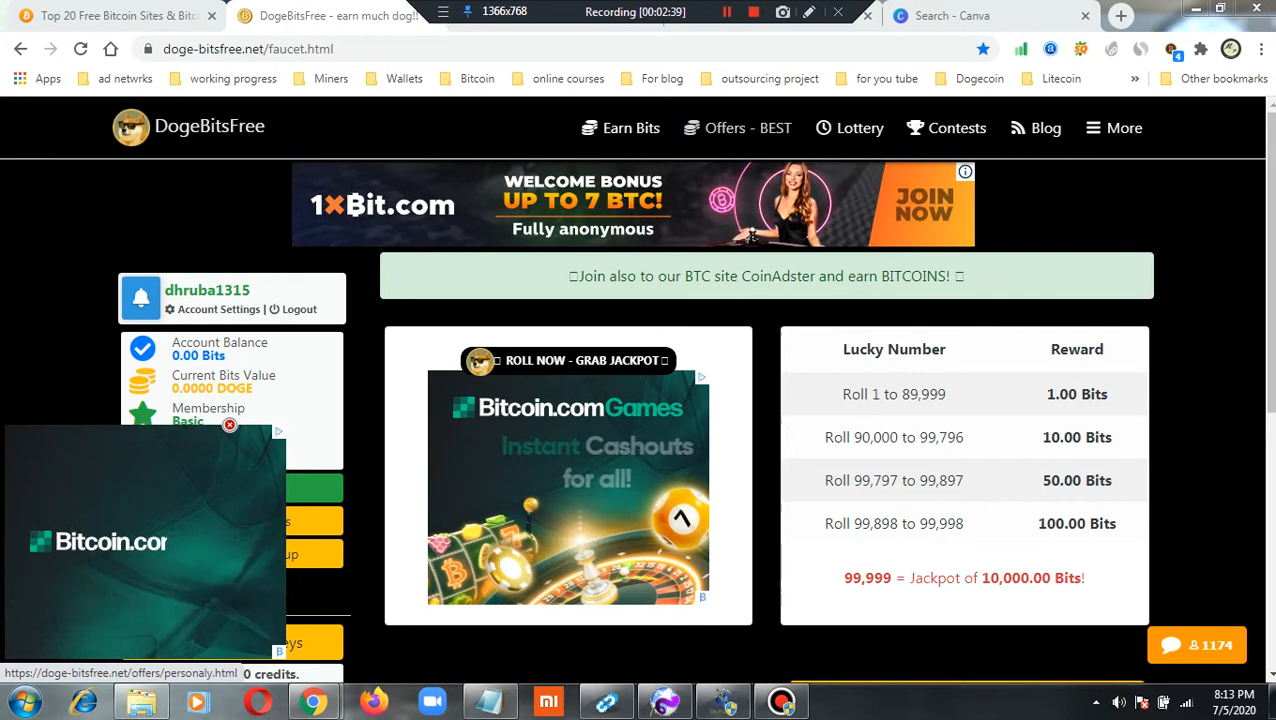 Top 20 Free Bitcoin Sites & Bitc
DogeBitsFree - earn much dog!!
1366x768
Recording [00:02:39]
Search - Canva
doge-bitsfree.net/faucet.html
4
Apps
ad netwrks
working progress
Miners
Wallets
Bitcoin
online courses
For blog
outsourcing project
for you tube
Dogecoin
Litecoin
»
Other bookmarks
DogeBitsFree
Earn Bits
Offers - BEST
Lottery
Contests
Blog
More
1XBit.com
WELCOME BONUS
UP TO 7 BTC!
Fully anonymous
JOIN
NOW
Join also to our BTC site CoinAdster and earn BITCOINS!
dhruba1315
Account Settings | Logout
Account Balance
0.00 Bits
Current Bits Value
0.0000 DOGE
Membership
Basic
ROLL NOW - GRAB JACKPOT
Bitcoin.com Games
Instant Cashouts
for all!
Lucky Number Reward
Roll 1 to 89,999 1.00 Bits
Roll 90,000 to 99,796 10.00 Bits
Roll 99,797 to 99,897 50.00 Bits
Roll 99,898 to 99,998 100.00 Bits
99,999 = Jackpot of 10,000.00 Bits!
Bitcoin.cor
s
up
eys
0 credits.
1174
https://doge-bitsfree.net/offers/personaly.html
8:13 PM
7/5/2020